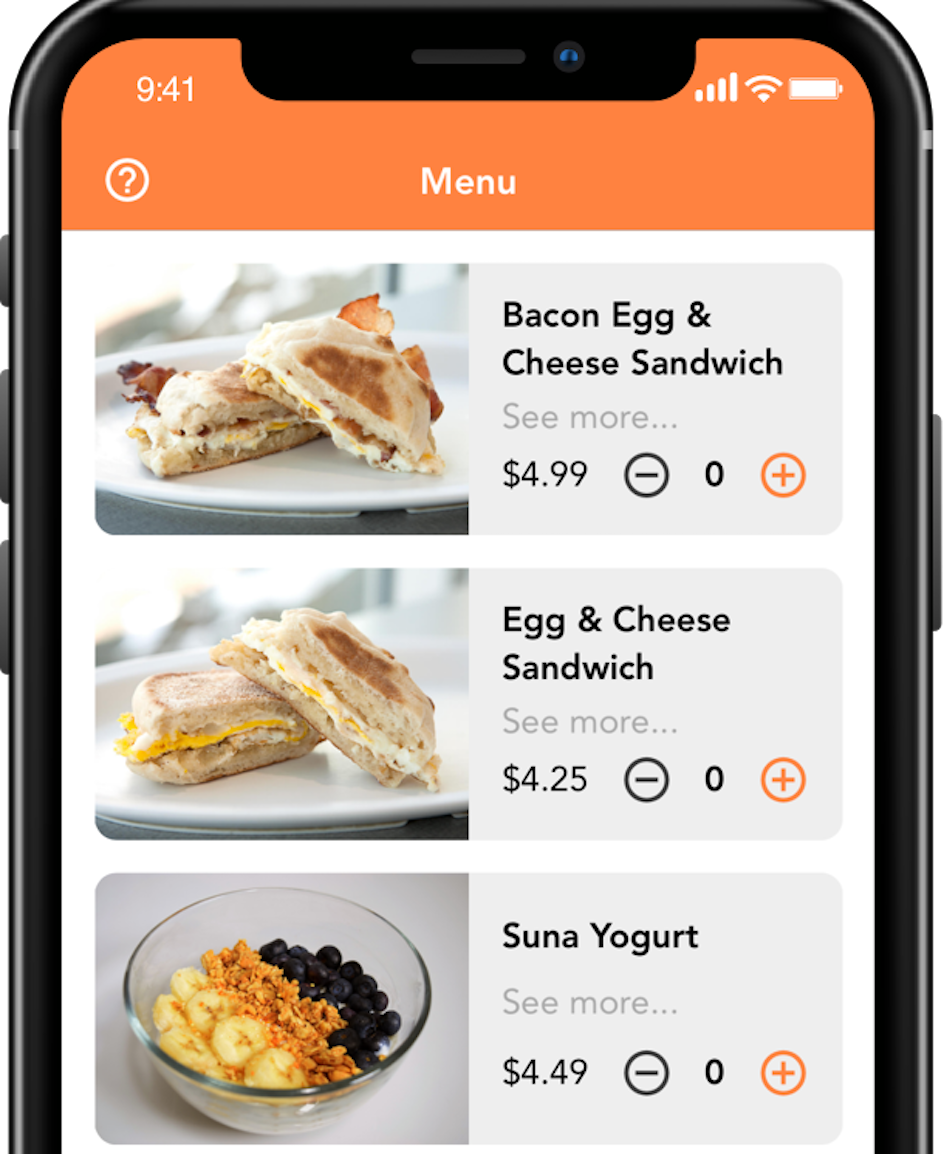 9:41
Menu
Bacon Egg &
Cheese Sandwich
See more...
$4.99 0
Egg & Cheese
Sandwich
See more...
$4.25 0
Suna Yogurt
See more...
$4.49 0